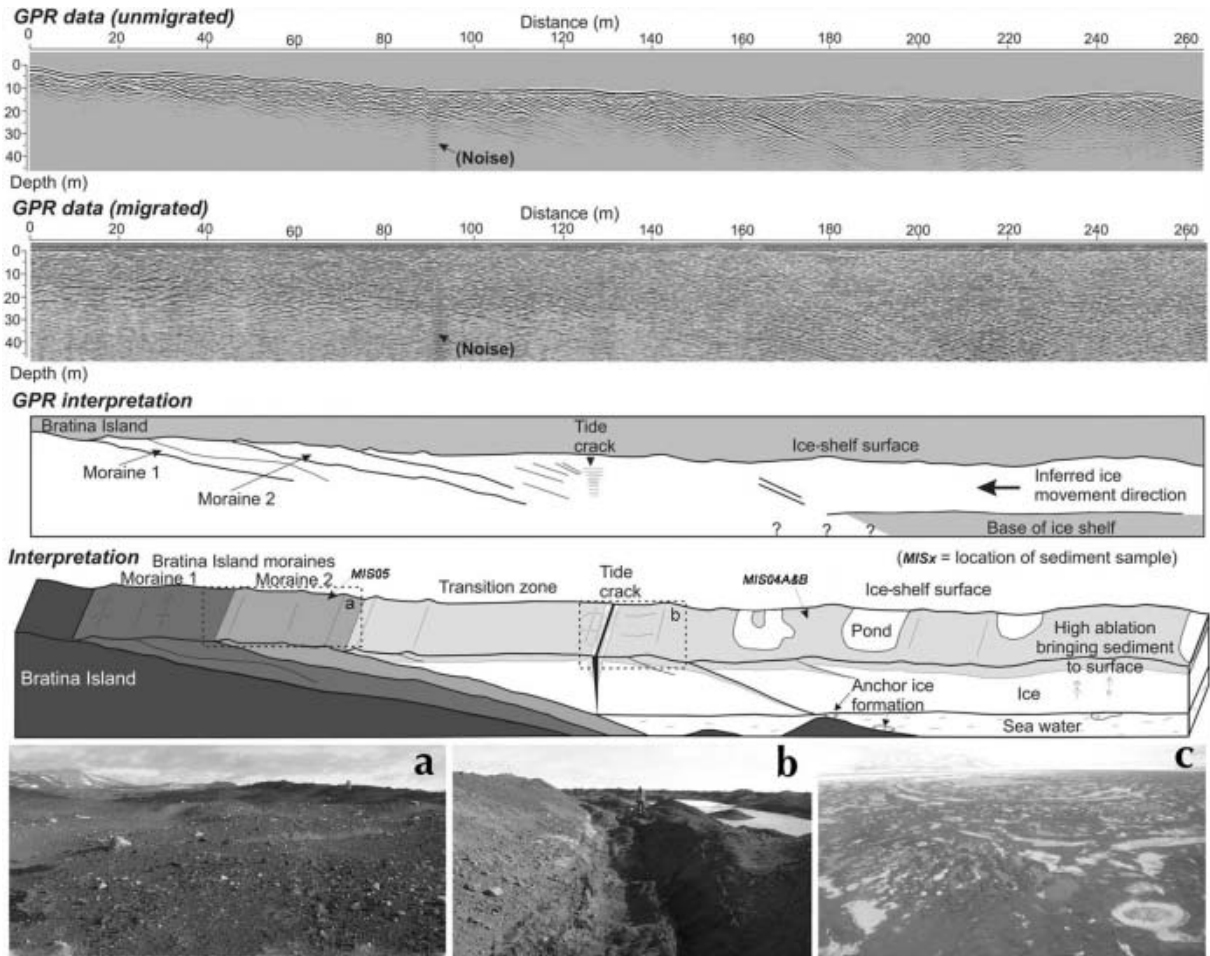 GPR data (unmigrated)
Distance (m)
0 20 40 60 80 100 120 140 160 180 200 220 240 260
0
10
20
30
40
(Noise)
Depth (m)
GPR data (migrated)
Distance (m)
0 20 40 60 80 100 120 140 160 180 200 220 240 260
0
10
20
30
40
(Noise)
Depth (m)
GPR interpretation
Bratina Island
Moraine 1
Moraine 2
Tide
crack
Ice-shelf surface
Inferred ice
movement direction
? ? ?
Base of ice shelf
Interpretation
(MISx = location of sediment sample)
Bratina Island moraines
Moraine 1
Moraine 2
MIS05
a
Transition zone
Tide
crack
b
MIS04A&B
Ice-shelf surface
Pond
High ablation
bringing sediment
to surface
Bratina Island
Anchor ice
formation
Ice
Sea water
a
b
c